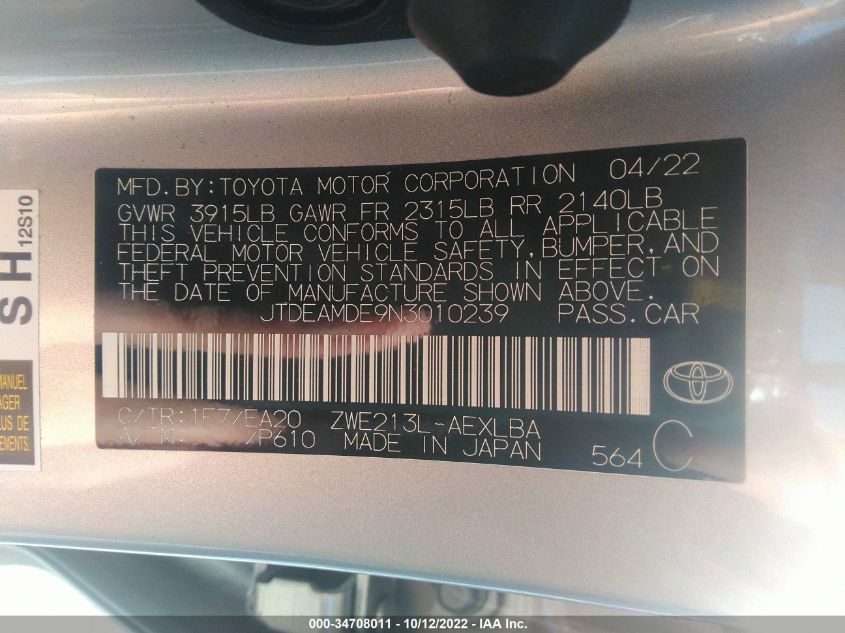 MFD.BY:TOYOTA MOTOR CORPORATION 04/22
GVWR 3915LB GAWR FR 2315LB RR 2140LB
THIS VEHICLE CONFORMS TO ALL APPLICABLE
FEDERAL MOTOR VEHICLE SAFETY, BUMPER, AND
THEFT PREVENTION STANDARDS IN EFFECT ON
THE DATE OF MANUFACTURE SHOWN ABOVE.
JTDEAMDE9N3010239 PASS.CAR
C/TR:1F7/EA20 ZWE213L-AEXLBA
A/TM: /P610 MADE IN JAPAN 564 C
S H 12S10
MANUEL
PLUS DE
000-34708011 - 10/12/2022 - IAA Inc.